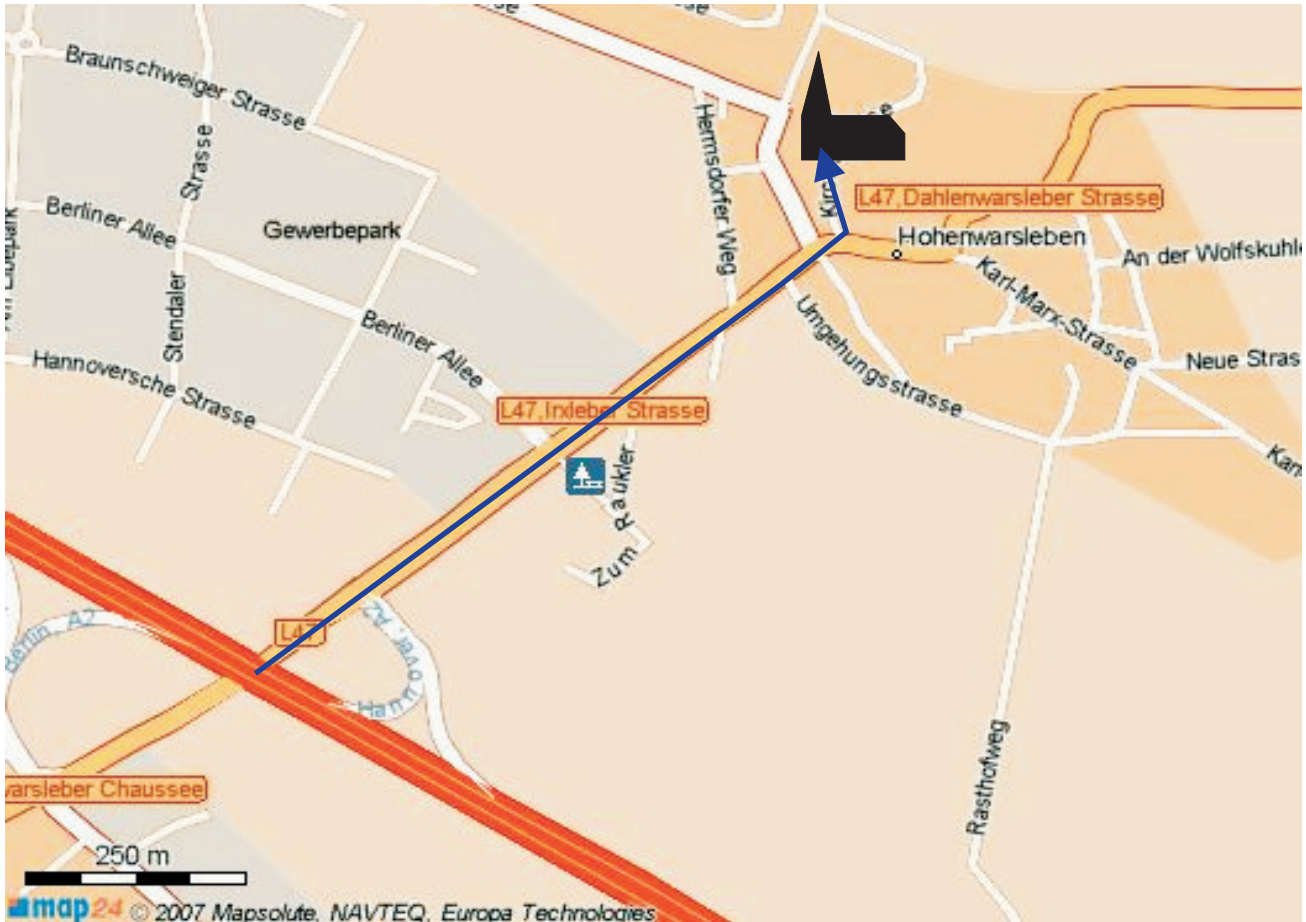 Braunschweiger Strasse
Strasse
Stendaler
Berliner Allee
Gewerbepark
Hermsdorfer Weg
L47,Dahlenwarsleber Strasse
Hohenwarsleben
An der Wolfskuhle
Karl-Marx-Strasse
Berliner Allee
Umgehungsstrasse
Neue Stras
Hannoversche Strasse
L47,Irxleber Strasse
Zum Raukler
L47
Berlin, A2
Hannover, A2
Rasthofweg
warsleber Chaussee
250 m
map24 © 2007 Mapsolute, NAVTEQ, Europa Technologies